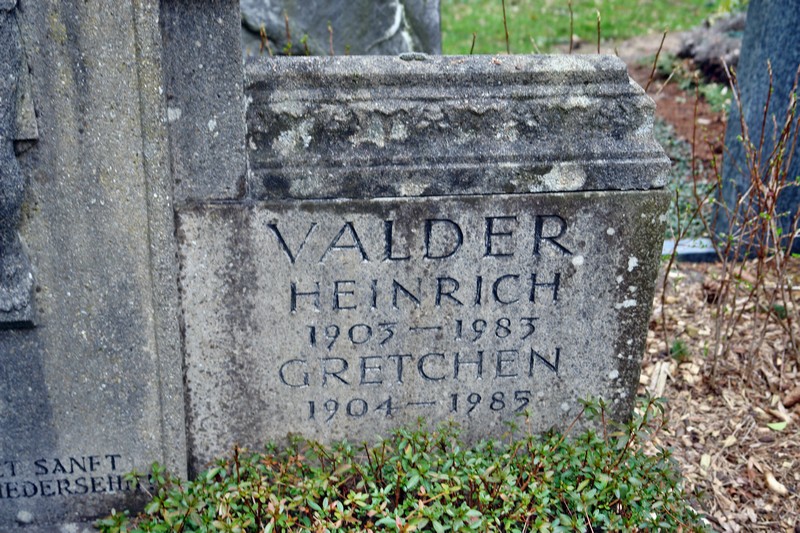 VALDER
HEINRICH
1903 — 1983
GRETCHEN
1904 — 1985
SANFT